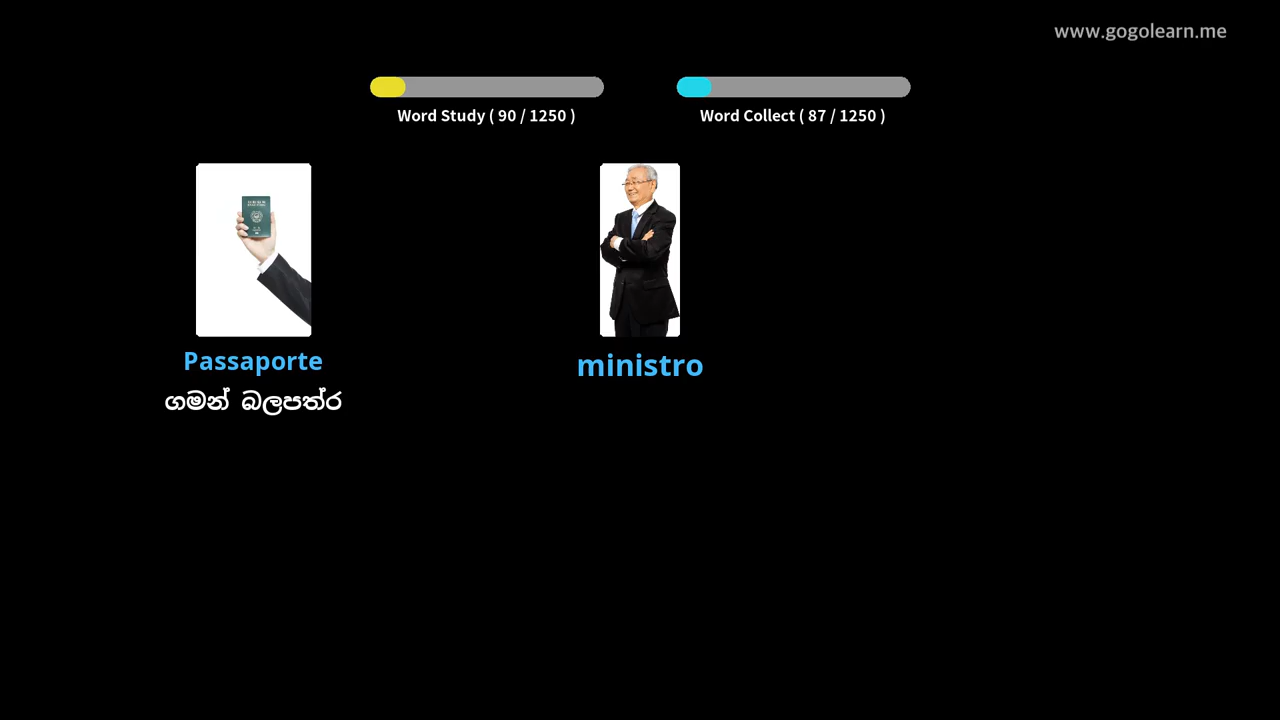 www.gogolearn.me
Word Study ( 90 / 1250 )
Word Collect ( 87 / 1250 )
Passaporte
ministro
ගමන් බලපත්ර